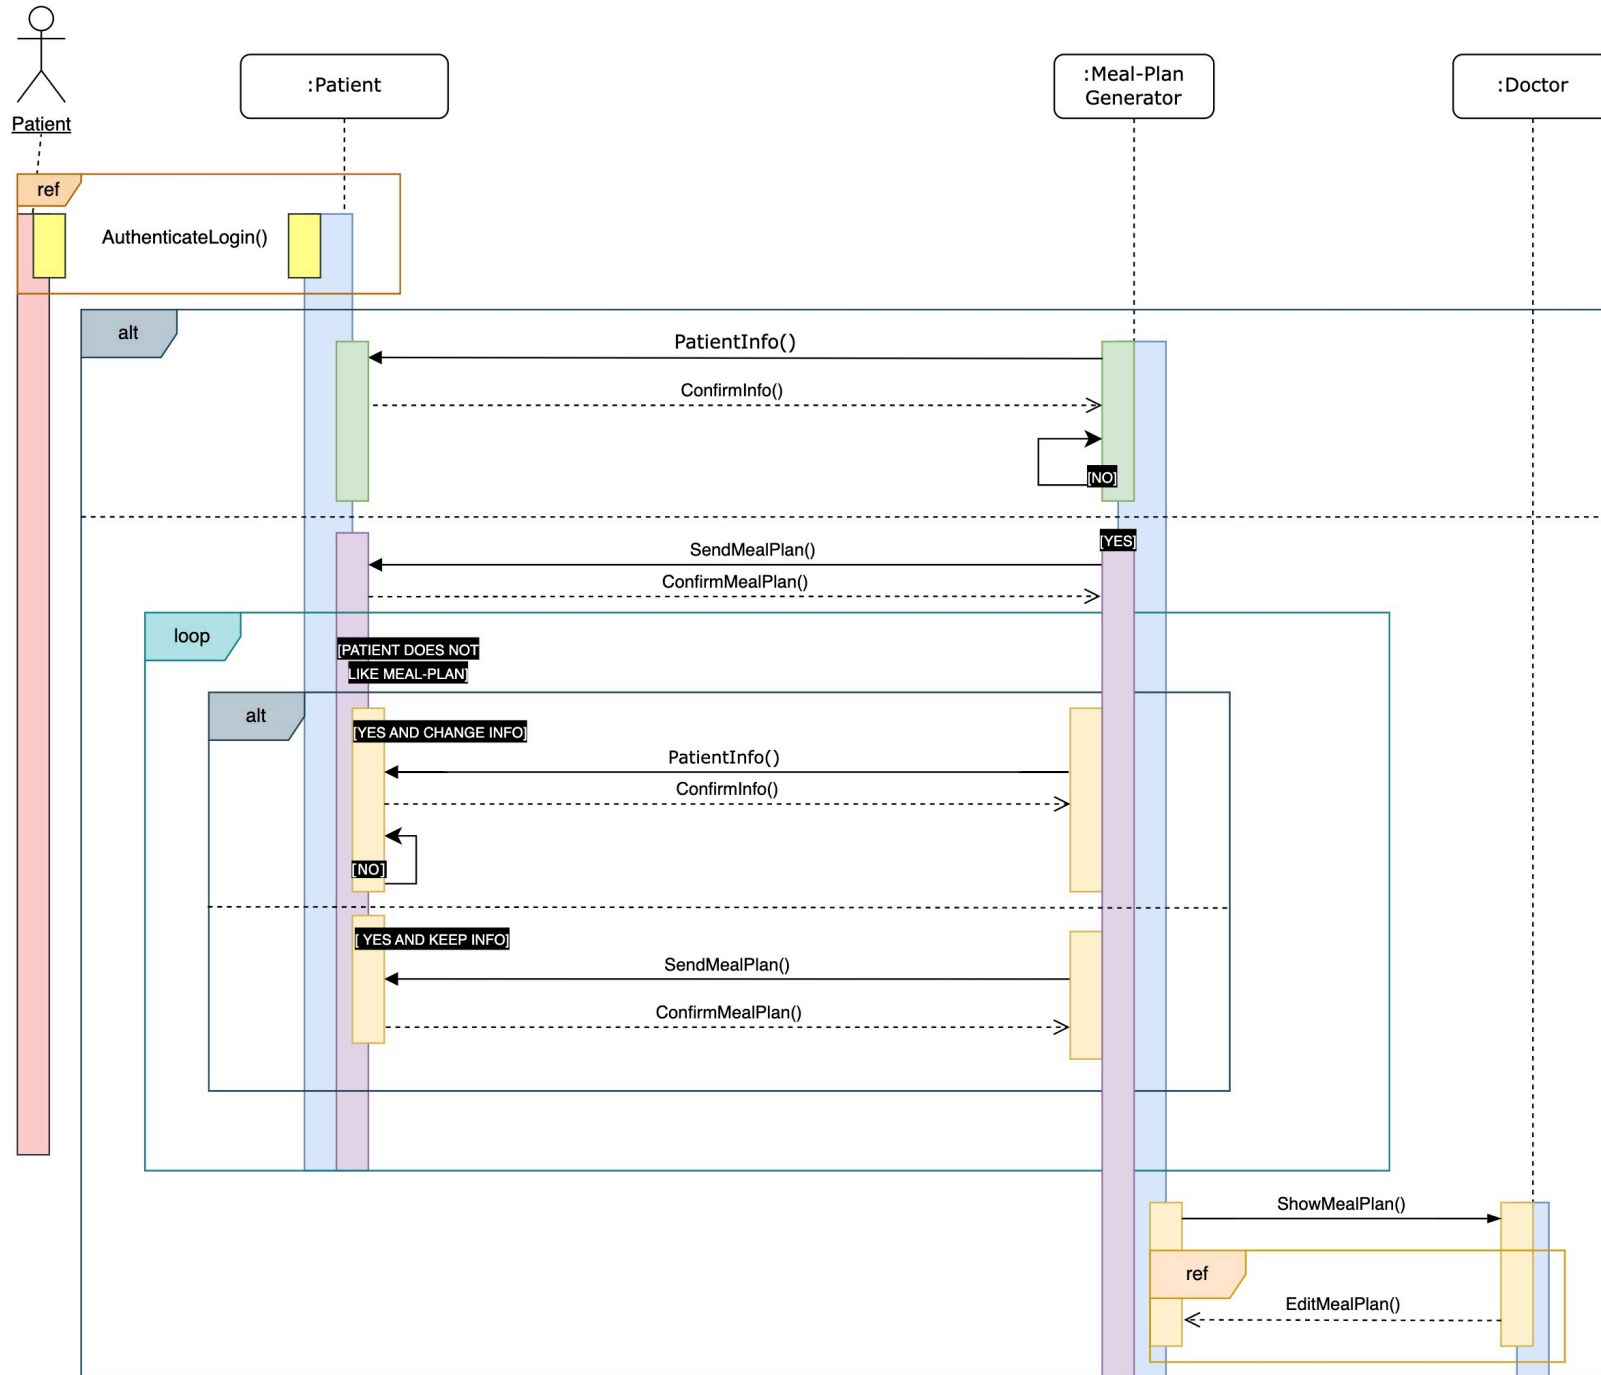 Patient
:Patient
:Meal-Plan
Generator
:Doctor
ref
AuthenticateLogin()
alt
PatientInfo()
ConfirmInfo()
[NO]
[YES]
SendMealPlan()
ConfirmMealPlan()
loop
[PATIENT DOES NOT
LIKE MEAL-PLAN]
alt
[YES AND CHANGE INFO]
PatientInfo()
ConfirmInfo()
[NO]
[ YES AND KEEP INFO]
SendMealPlan()
ConfirmMealPlan()
ShowMealPlan()
ref
EditMealPlan()